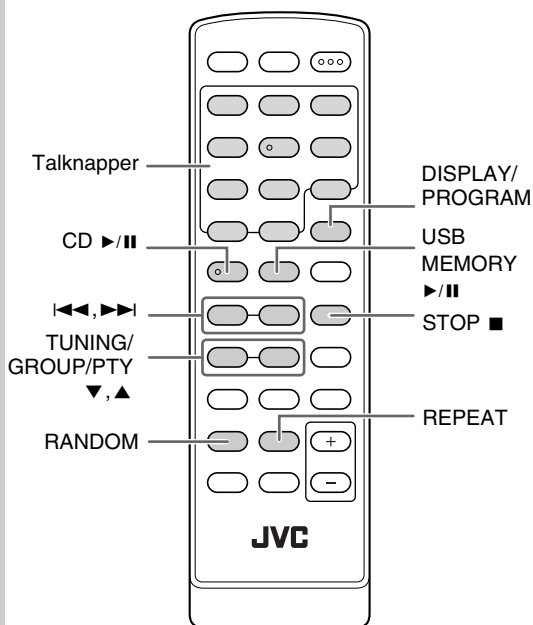 Talknapper
DISPLAY/
PROGRAM
CD ►/II
USB
MEMORY
►/II
|◄◄, ►►|
STOP ■
TUNING/
GROUP/PTY
▼, ▲
REPEAT
RANDOM
+
–
JVC